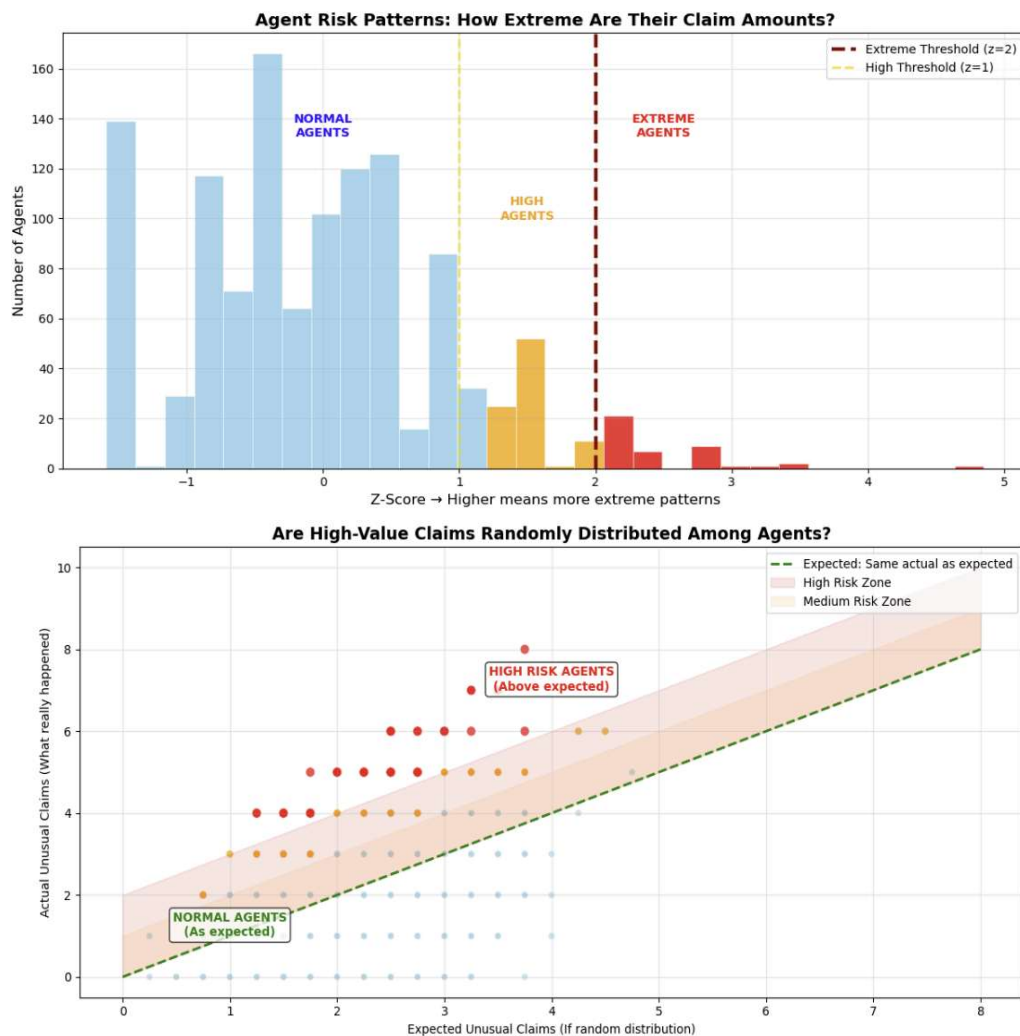 Agent Risk Patterns: How Extreme Are Their Claim Amounts?
Extreme Threshold (z=2)
High Threshold (z=1)
NORMAL
AGENTS
EXTREME
AGENTS
HIGH
AGENTS
Number of Agents
160
140
120
100
80
60
40
20
0
−1 0 1 2 3 4 5
Z-Score → Higher means more extreme patterns
Are High-Value Claims Randomly Distributed Among Agents?
Expected: Same actual as expected
High Risk Zone
Medium Risk Zone
HIGH RISK AGENTS
(Above expected)
NORMAL AGENTS
(As expected)
Actual Unusual Claims (What really happened)
10
8
6
4
2
0
0 1 2 3 4 5 6 7 8
Expected Unusual Claims (If random distribution)